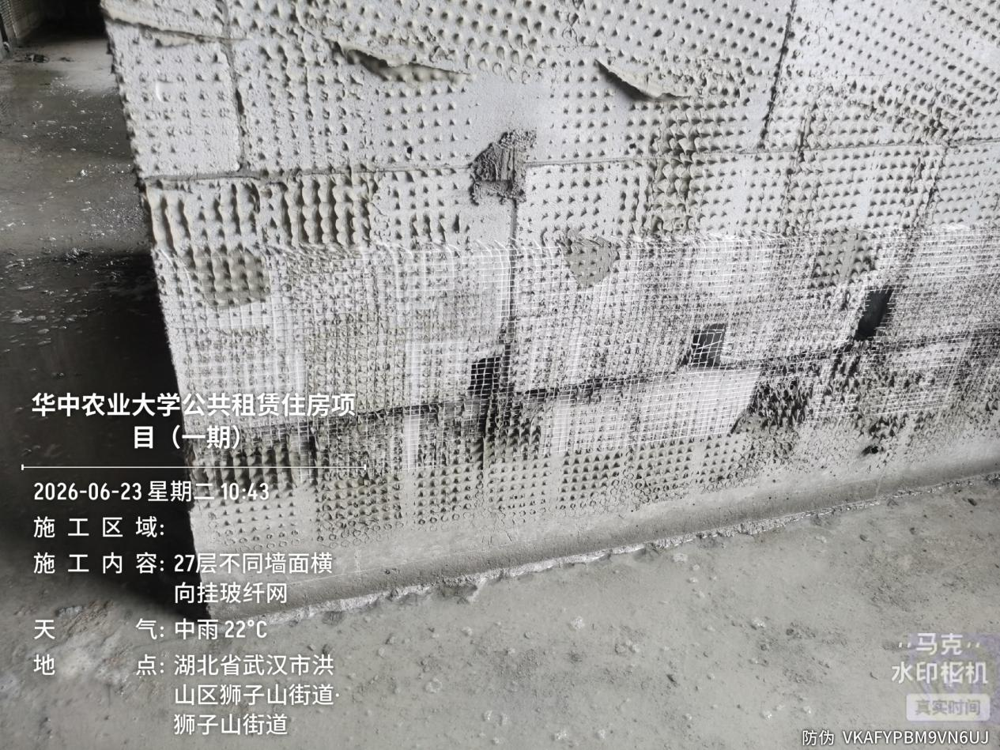 华中农业大学公共租赁住房项
目（一期）
2026-06-23 星期二 10:43
施工区域:
施工内容: 27层不同墙面横
向挂玻纤网
天气: 中雨 22°C
地点: 湖北省武汉市洪
山区狮子山街道·
狮子山街道
马克
水印相机
真实时间
防伪 VKAFYPBM9VN6UJ